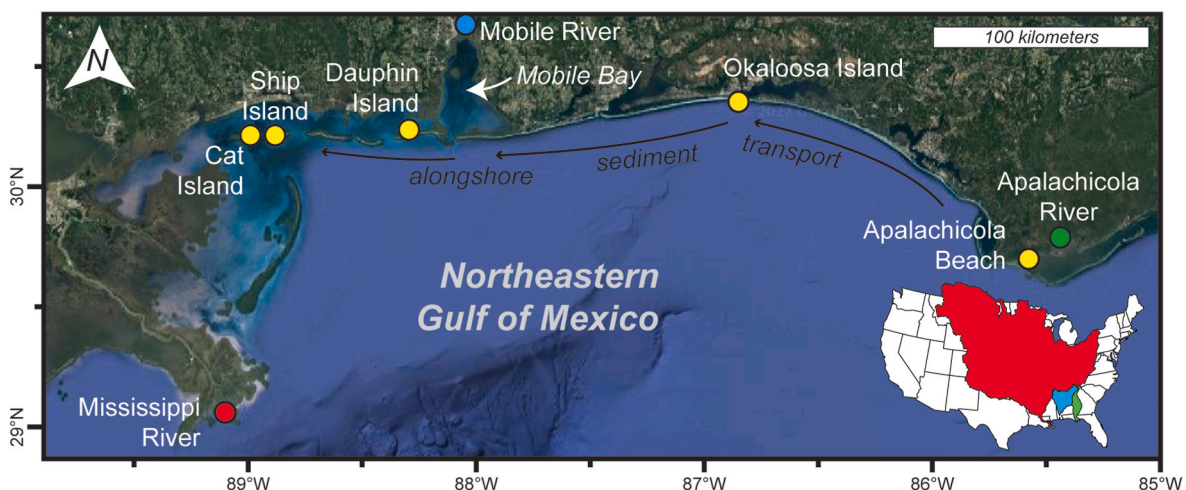 N
Mobile River
100 kilometers
Mobile Bay
Okaloosa Island
Ship
Island
Dauphin
Island
Cat
Island
alongshore
sediment
transport
Apalachicola
River
Apalachicola
Beach
Northeastern
Gulf of Mexico
Mississippi
River
30°N
29°N
89°W
88°W
87°W
86°W
85°W